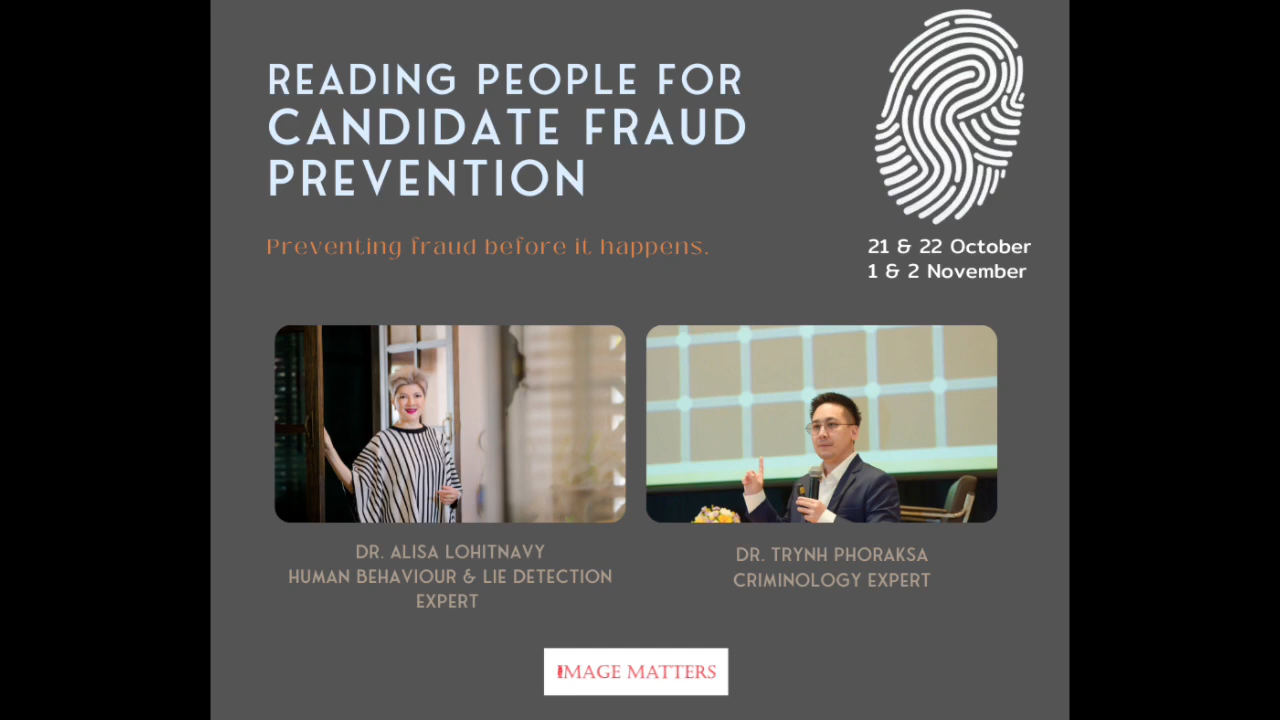 READING PEOPLE FOR
CANDIDATE FRAUD
PREVENTION
Preventing fraud before it happens.
21 & 22 October
1 & 2 November
DR. ALISA LOHITNAVY
HUMAN BEHAVIOUR & LIE DETECTION
EXPERT
DR. TRYNH PHORAKSA
CRIMINOLOGY EXPERT
IMAGE MATTERS